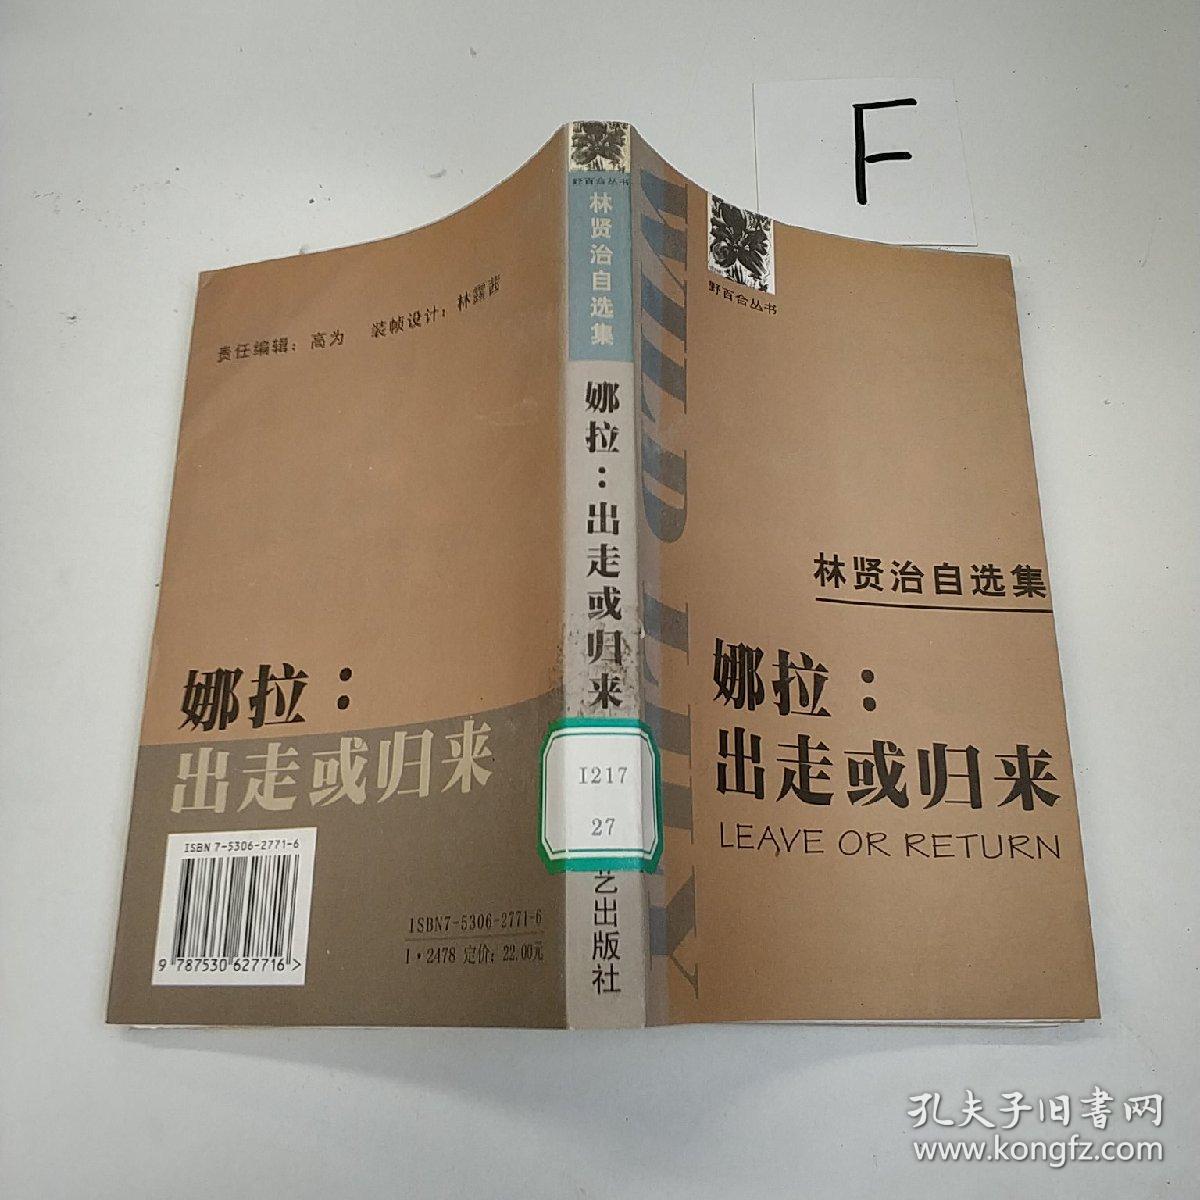 F
责任编辑：高为 装帧设计：林露茜
娜拉：
出走或归来
ISBN 7-5306-2771-6
9 787530 627716 >
ISBN7-5306-2771-6
I·2478 定价：22.00元
野百合丛书
林贤治自选集
娜拉：出走或归来
I217
27
艺出版社
WILD LILY
野百合丛书
林贤治自选集
娜拉：
出走或归来
LEAVE OR RETURN
孔夫子旧书网
www.kongfz.com